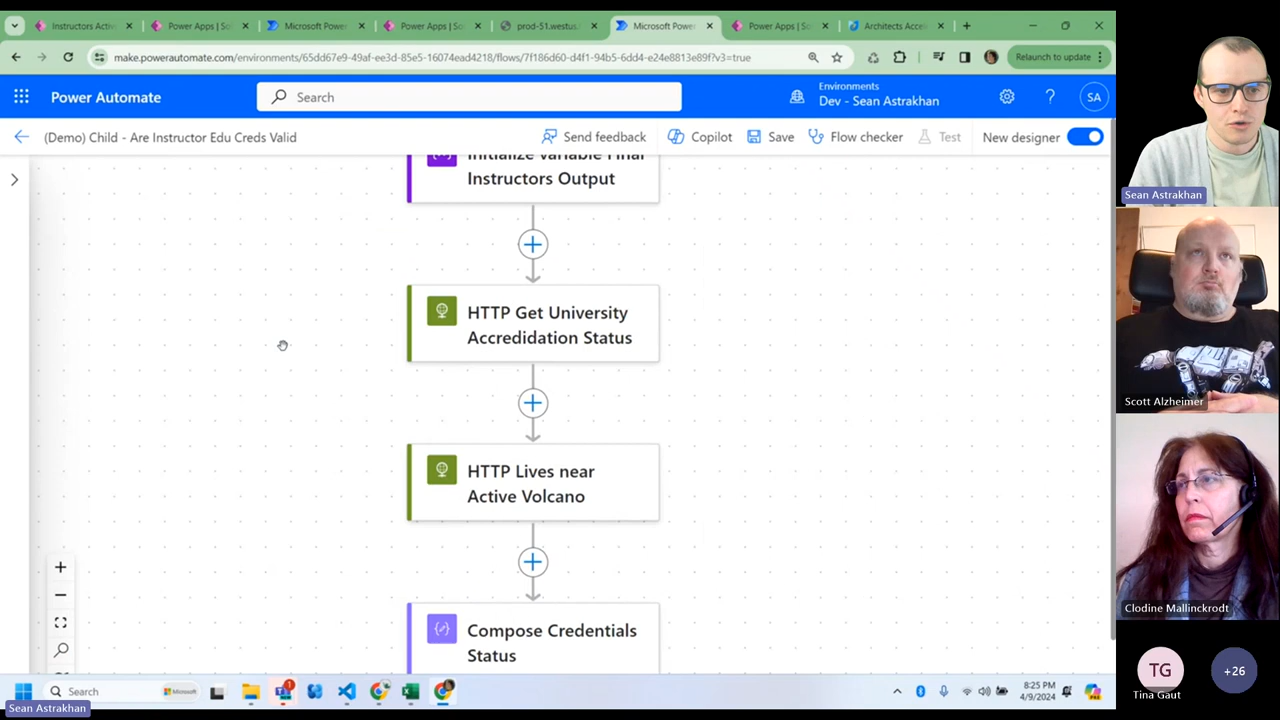 Instructors Activ
Power Apps | So
Microsoft Power
Power Apps | So
prod-51.westus.
Microsoft Power
Power Apps | So
Architects Acce
make.powerautomate.com/environments/65dd67e9-49af-ee3d-85e5-16074ead4218/flows/7f186d60-d4f1-94b5-6dd4-e24e8813e89f?v3=true
Relaunch to update
Power Automate
Search
Environments
Dev - Sean Astrakhan
SA
(Demo) Child - Are Instructor Edu Creds Valid
Send feedback
Copilot
Save
Flow checker
Test
New designer
Initialize variable Final
Instructors Output
HTTP Get University
Accredidation Status
HTTP Lives near
Active Volcano
Compose Credentials
Status
Search
Microsoft
8:25 PM
4/9/2024
Sean Astrakhan
Sean Astrakhan
Scott Alzheimer
Clodine Mallinckrodt
TG
Tina Gaut
+26